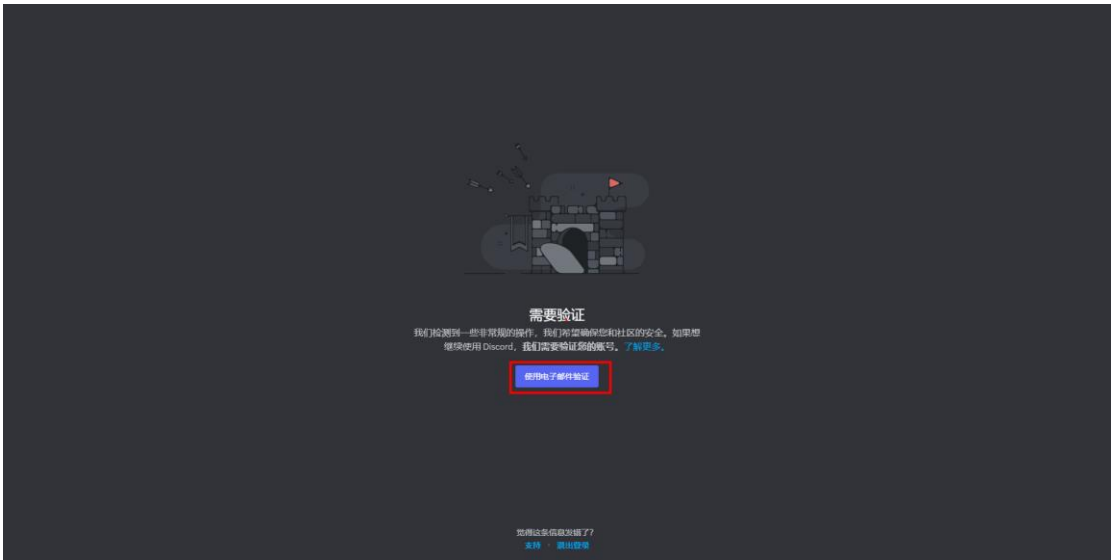 需要验证
我们检测到一些非常规的操作，我们希望确保您和社区的安全。如果想
继续使用 Discord，我们需要验证您的账号。了解更多。
使用电子邮件验证
觉得这条信息发错了?
支持 · 退出登录